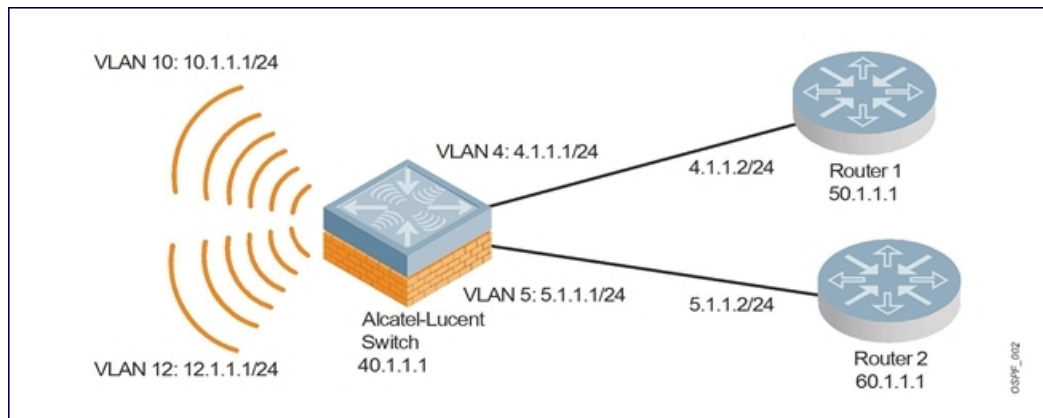 VLAN 10: 10.1.1.1/24
VLAN 4: 4.1.1.1/24
4.1.1.2/24
Router 1
50.1.1.1
VLAN 5: 5.1.1.1/24
5.1.1.2/24
Alcatel-Lucent
Switch
40.1.1.1
VLAN 12: 12.1.1.1/24
Router 2
60.1.1.1
OSPF_002